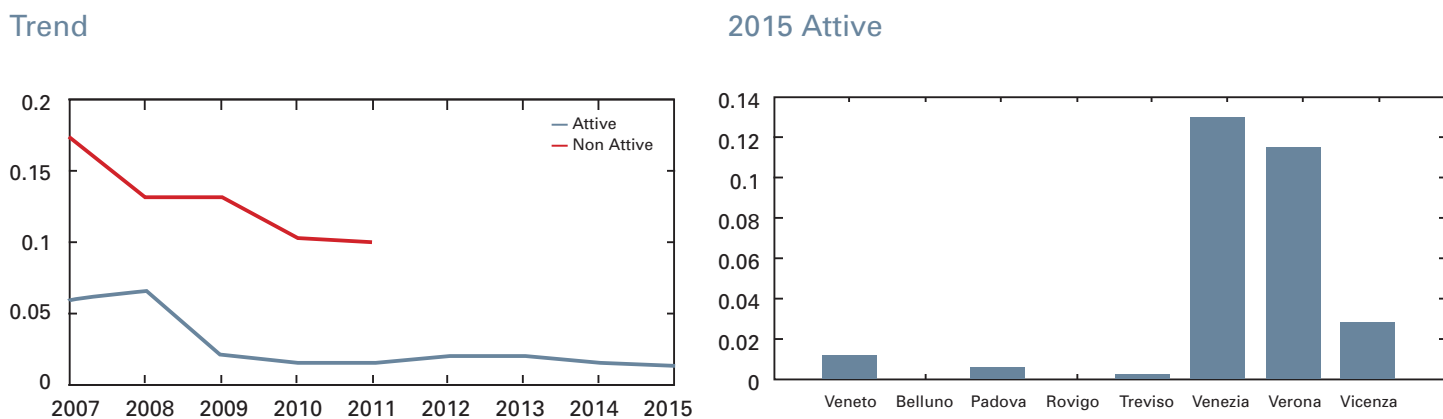 Trend
0.2
0.15
0.1
0.05
0
Attive
Non Attive
2007 2008 2009 2010 2011 2012 2013 2014 2015
2015 Attive
0.14
0.12
0.1
0.08
0.06
0.04
0.02
0
Veneto Belluno Padova Rovigo Treviso Venezia Verona Vicenza